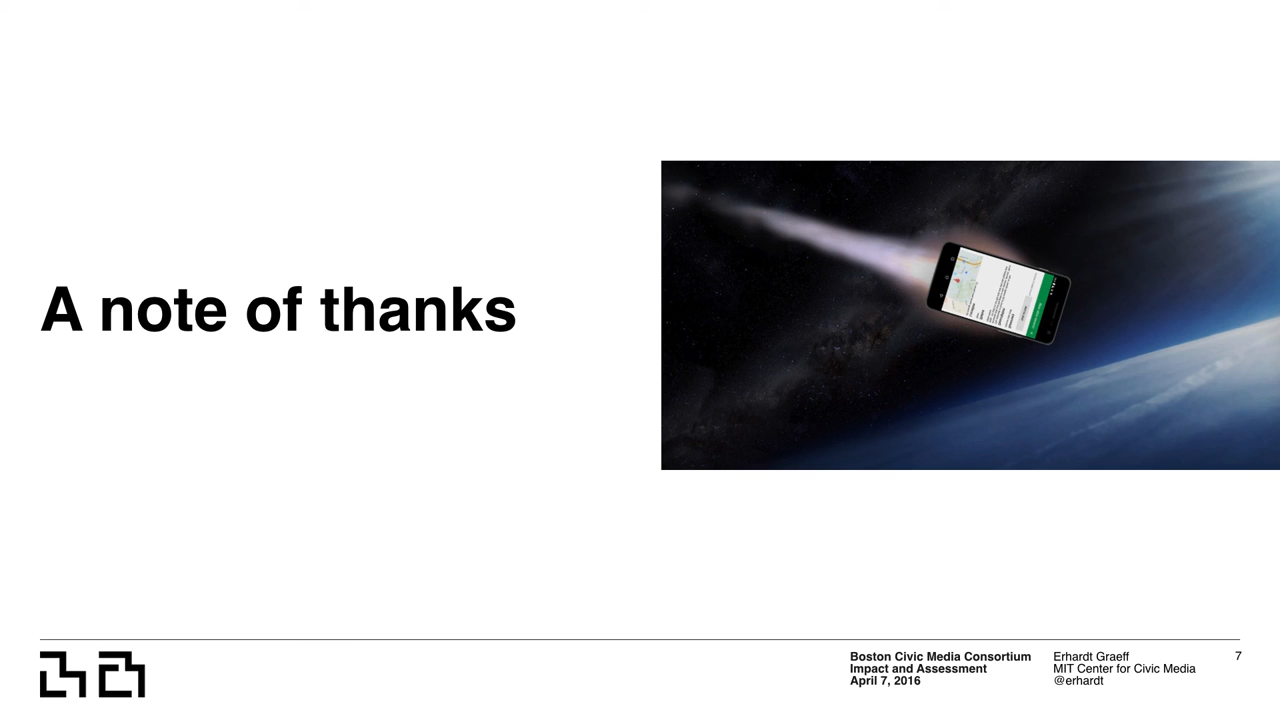 A note of thanks
Boston Civic Media Consortium
Impact and Assessment
April 7, 2016
Erhardt Graeff
MIT Center for Civic Media
@erhardt
7